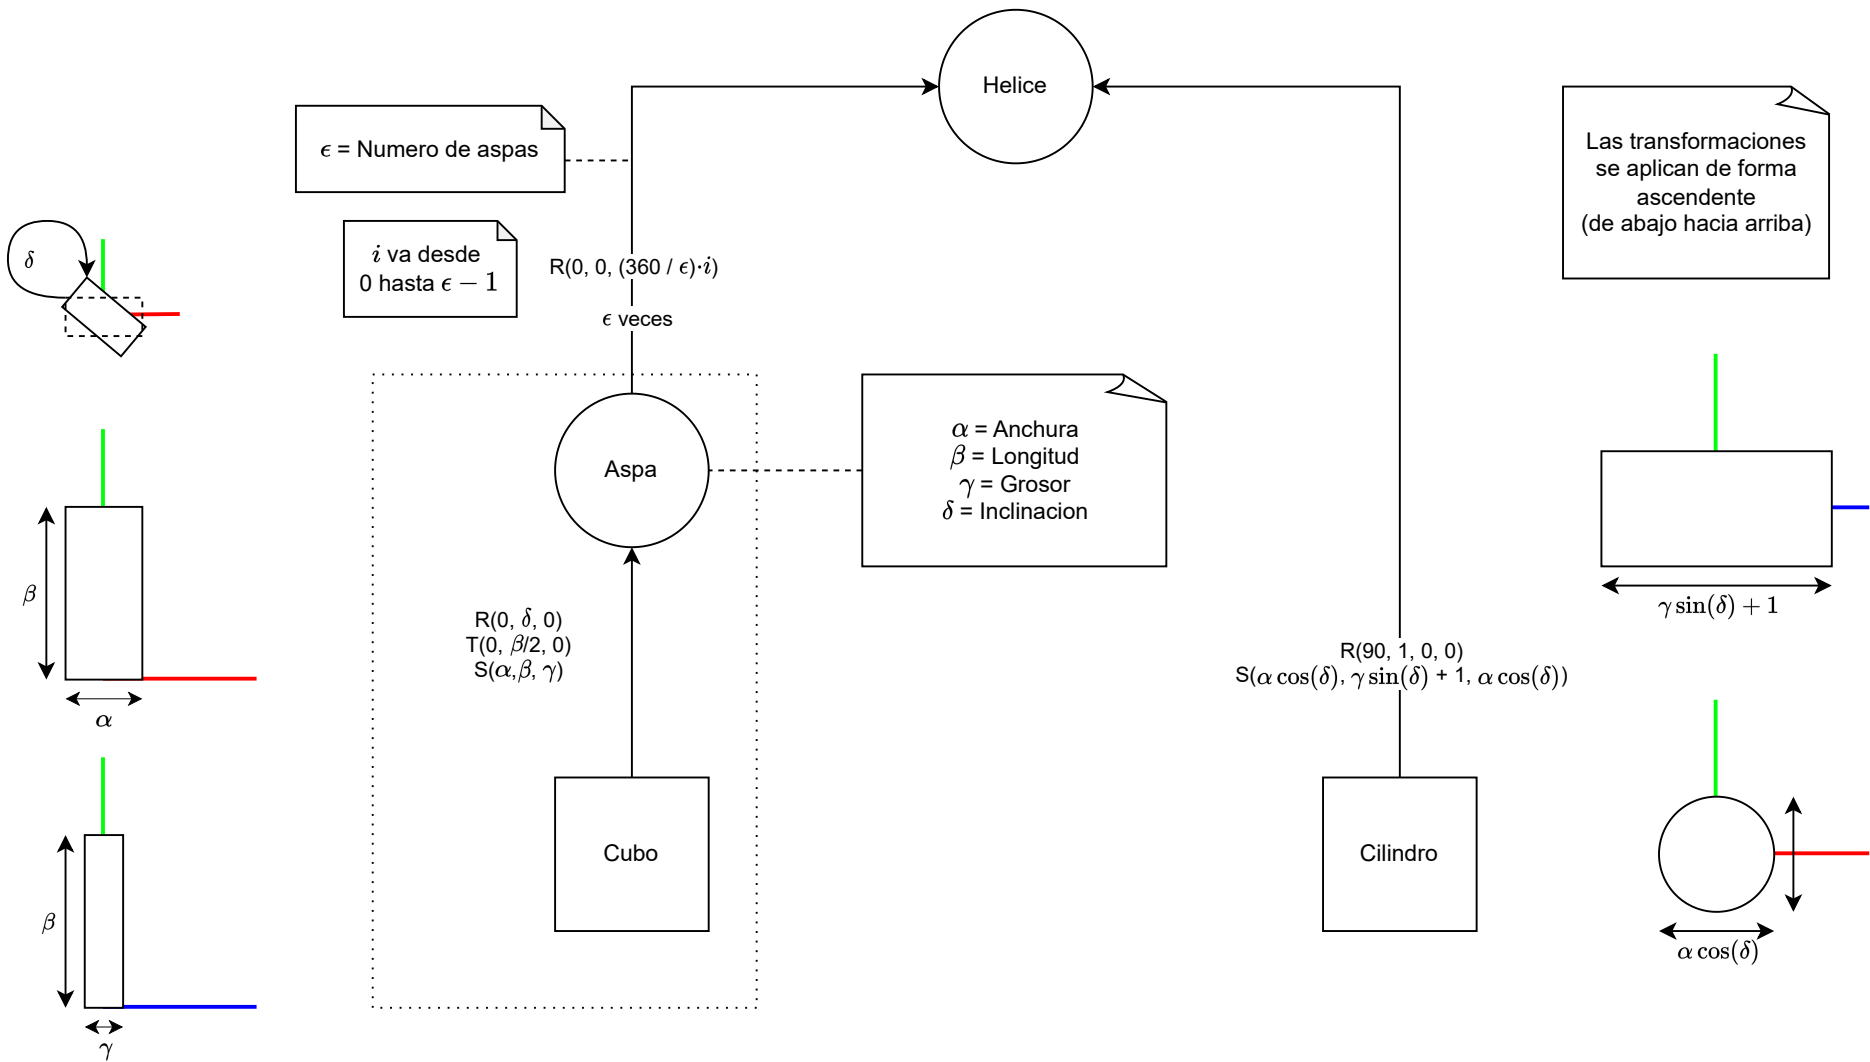 Helice
ϵ = Numero de aspas
Las transformaciones
se aplican de forma
ascendente
(de abajo hacia arriba)
i va desde
0 hasta ϵ − 1
δ
R(0, 0, (360 / ϵ)·i)
ϵ veces
Aspa
α = Anchura
β = Longitud
γ = Grosor
δ = Inclinacion
β
α
R(0, δ, 0)
T(0, β/2, 0)
S(α,β, γ)
R(90, 1, 0, 0)
S(α cos(δ), γ sin(δ) + 1, α cos(δ))
γ sin(δ) + 1
Cubo
Cilindro
β
γ
α cos(δ)